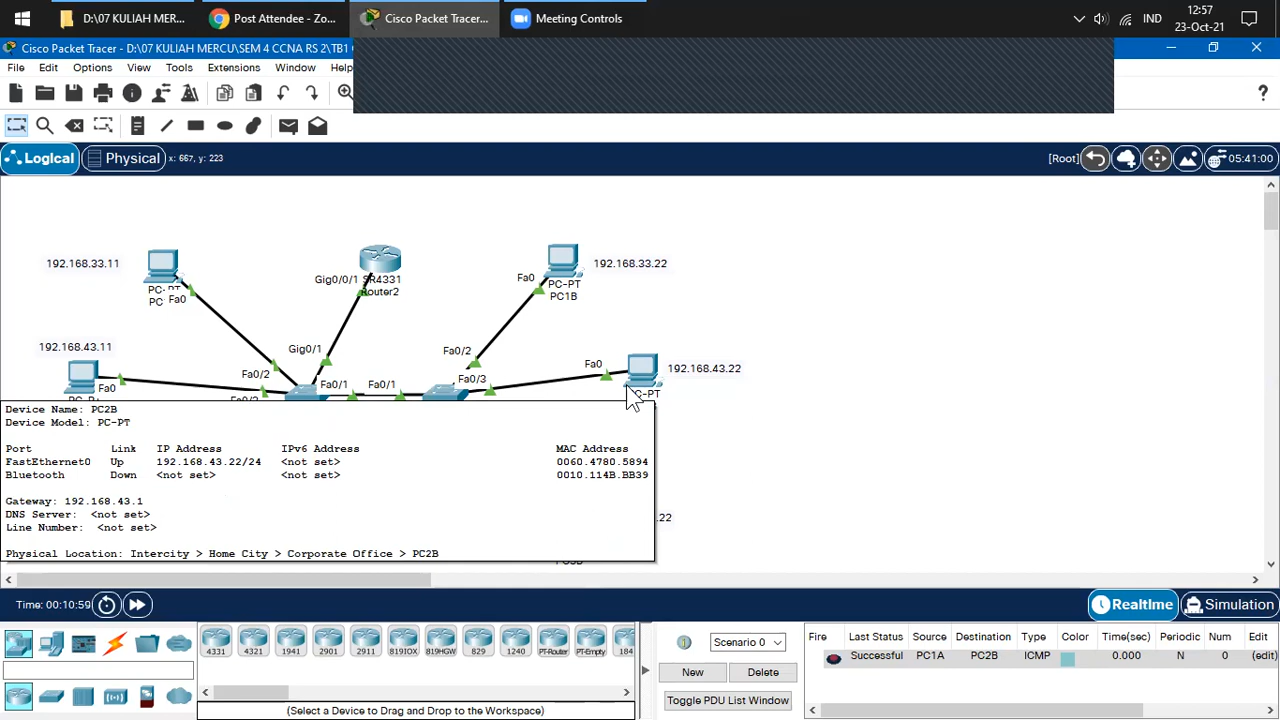 D:\07 KULIAH MER...
Post Attendee - Zo...
Cisco Packet Tracer...
Meeting Controls
IND
12:57
23-Oct-21
Cisco Packet Tracer - D:\07 KULIAH MERCU\SEM 4 CCNA RS 2\TB1
File Edit Options View Tools Extensions Window Help
Logical
Physical
x: 667, y: 223
[Root]
05:41:00
192.168.33.11
PC-PT
Fa0
Gig0/0/1
Router2
Fa0
192.168.33.22
PC-PT
PC1B
192.168.43.11
Fa0
Gig0/1
Fa0/2
Fa0/1
Fa0/1
Fa0/2
Fa0/3
Fa0
192.168.43.22
Device Name: PC2B
Device Model: PC-PT
Port Link IP Address IPv6 Address MAC Address
FastEthernet0 Up 192.168.43.22/24 <not set> 0060.4780.5894
Bluetooth Down <not set> <not set> 0010.114B.BB39
Gateway: 192.168.43.1
DNS Server: <not set>
Line Number: <not set>
Physical Location: Intercity > Home City > Corporate Office > PC2B
.22
Time: 00:10:59
Realtime
Simulation
4331 4321 1941 2901 2911 819IOX 819HGW 829 1240 PT-Router PT-Empty 184
(Select a Device to Drag and Drop to the Workspace)
Scenario 0
New
Delete
Toggle PDU List Window
Fire Last Status Source Destination Type Color Time(sec) Periodic Num Edit
Successful PC1A PC2B ICMP 0.000 N 0 (edit)